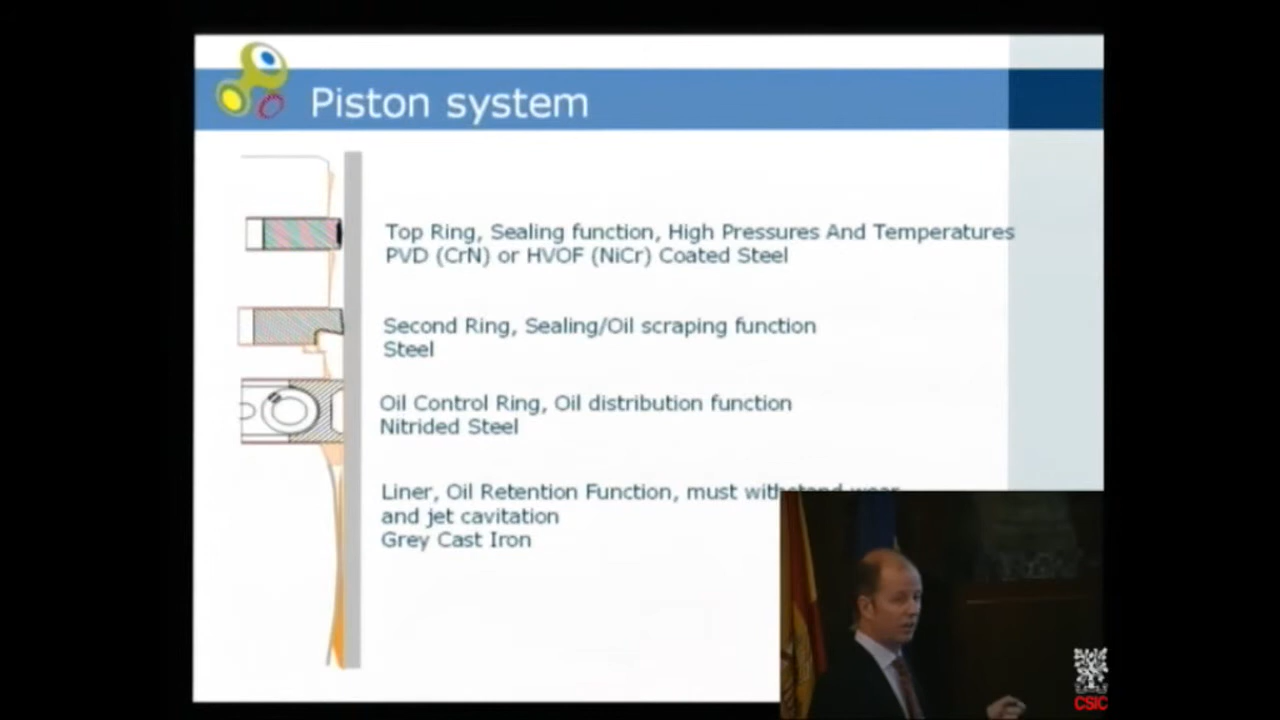 Piston system
Top Ring, Sealing function, High Pressures And Temperatures
PVD (CrN) or HVOF (NiCr) Coated Steel
Second Ring, Sealing/Oil scraping function
Steel
Oil Control Ring, Oil distribution function
Nitrided Steel
Liner, Oil Retention Function, must withstand wear
and jet cavitation
Grey Cast Iron
CSIC